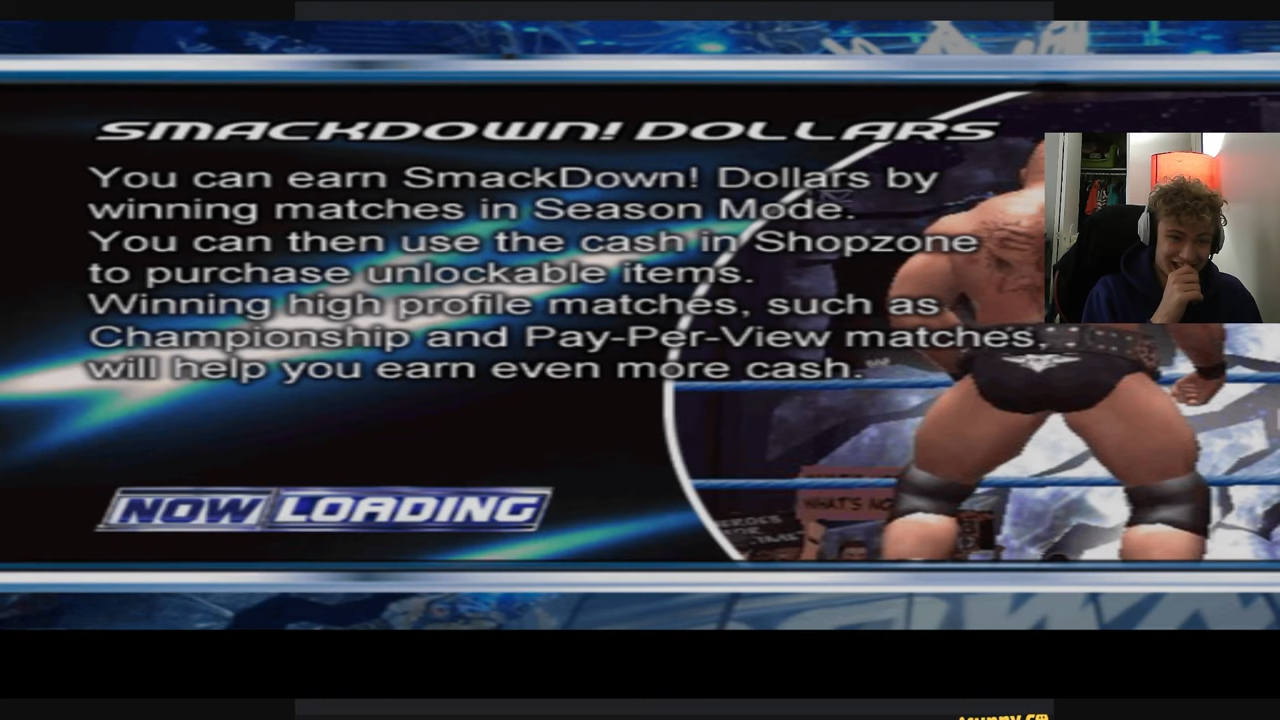 SMACKDOWN! DOLLARS
You can earn SmackDown! Dollars by
winning matches in Season Mode.
You can then use the cash in Shopzone
to purchase unlockable items.
Winning high profile matches, such as
Championship and Pay-Per-View matches,
will help you earn even more cash.
WHAT'S
FOR
NOW LOADING